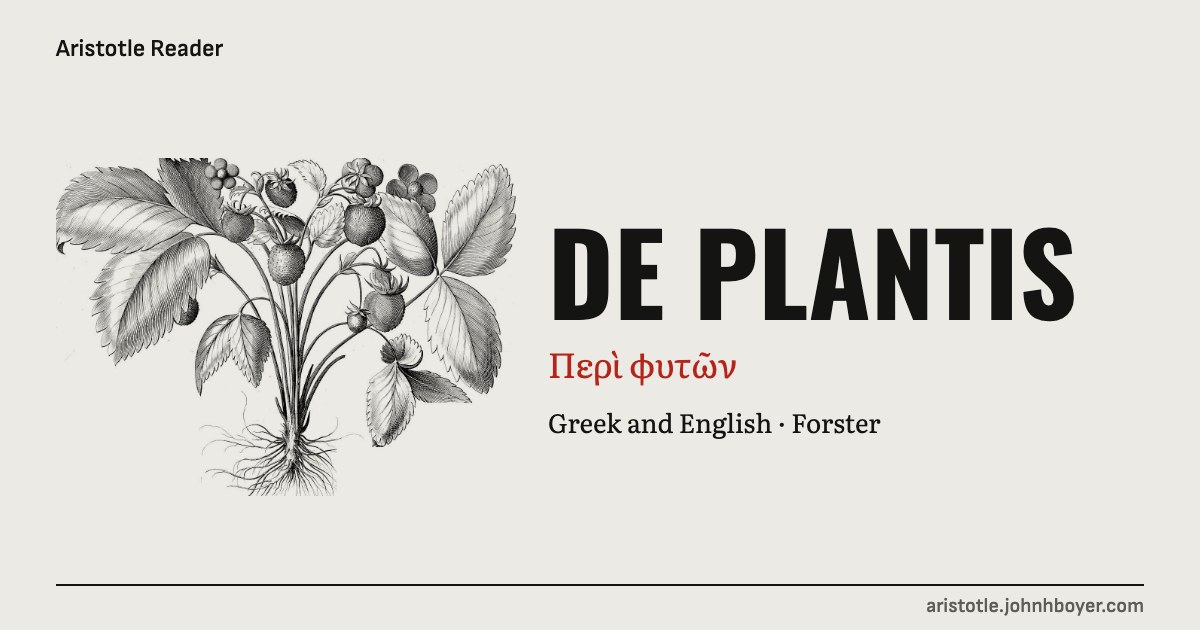 Aristotle Reader
DE PLANTIS
Περὶ φυτῶν
Greek and English · Forster
aristotle.johnhboyer.com